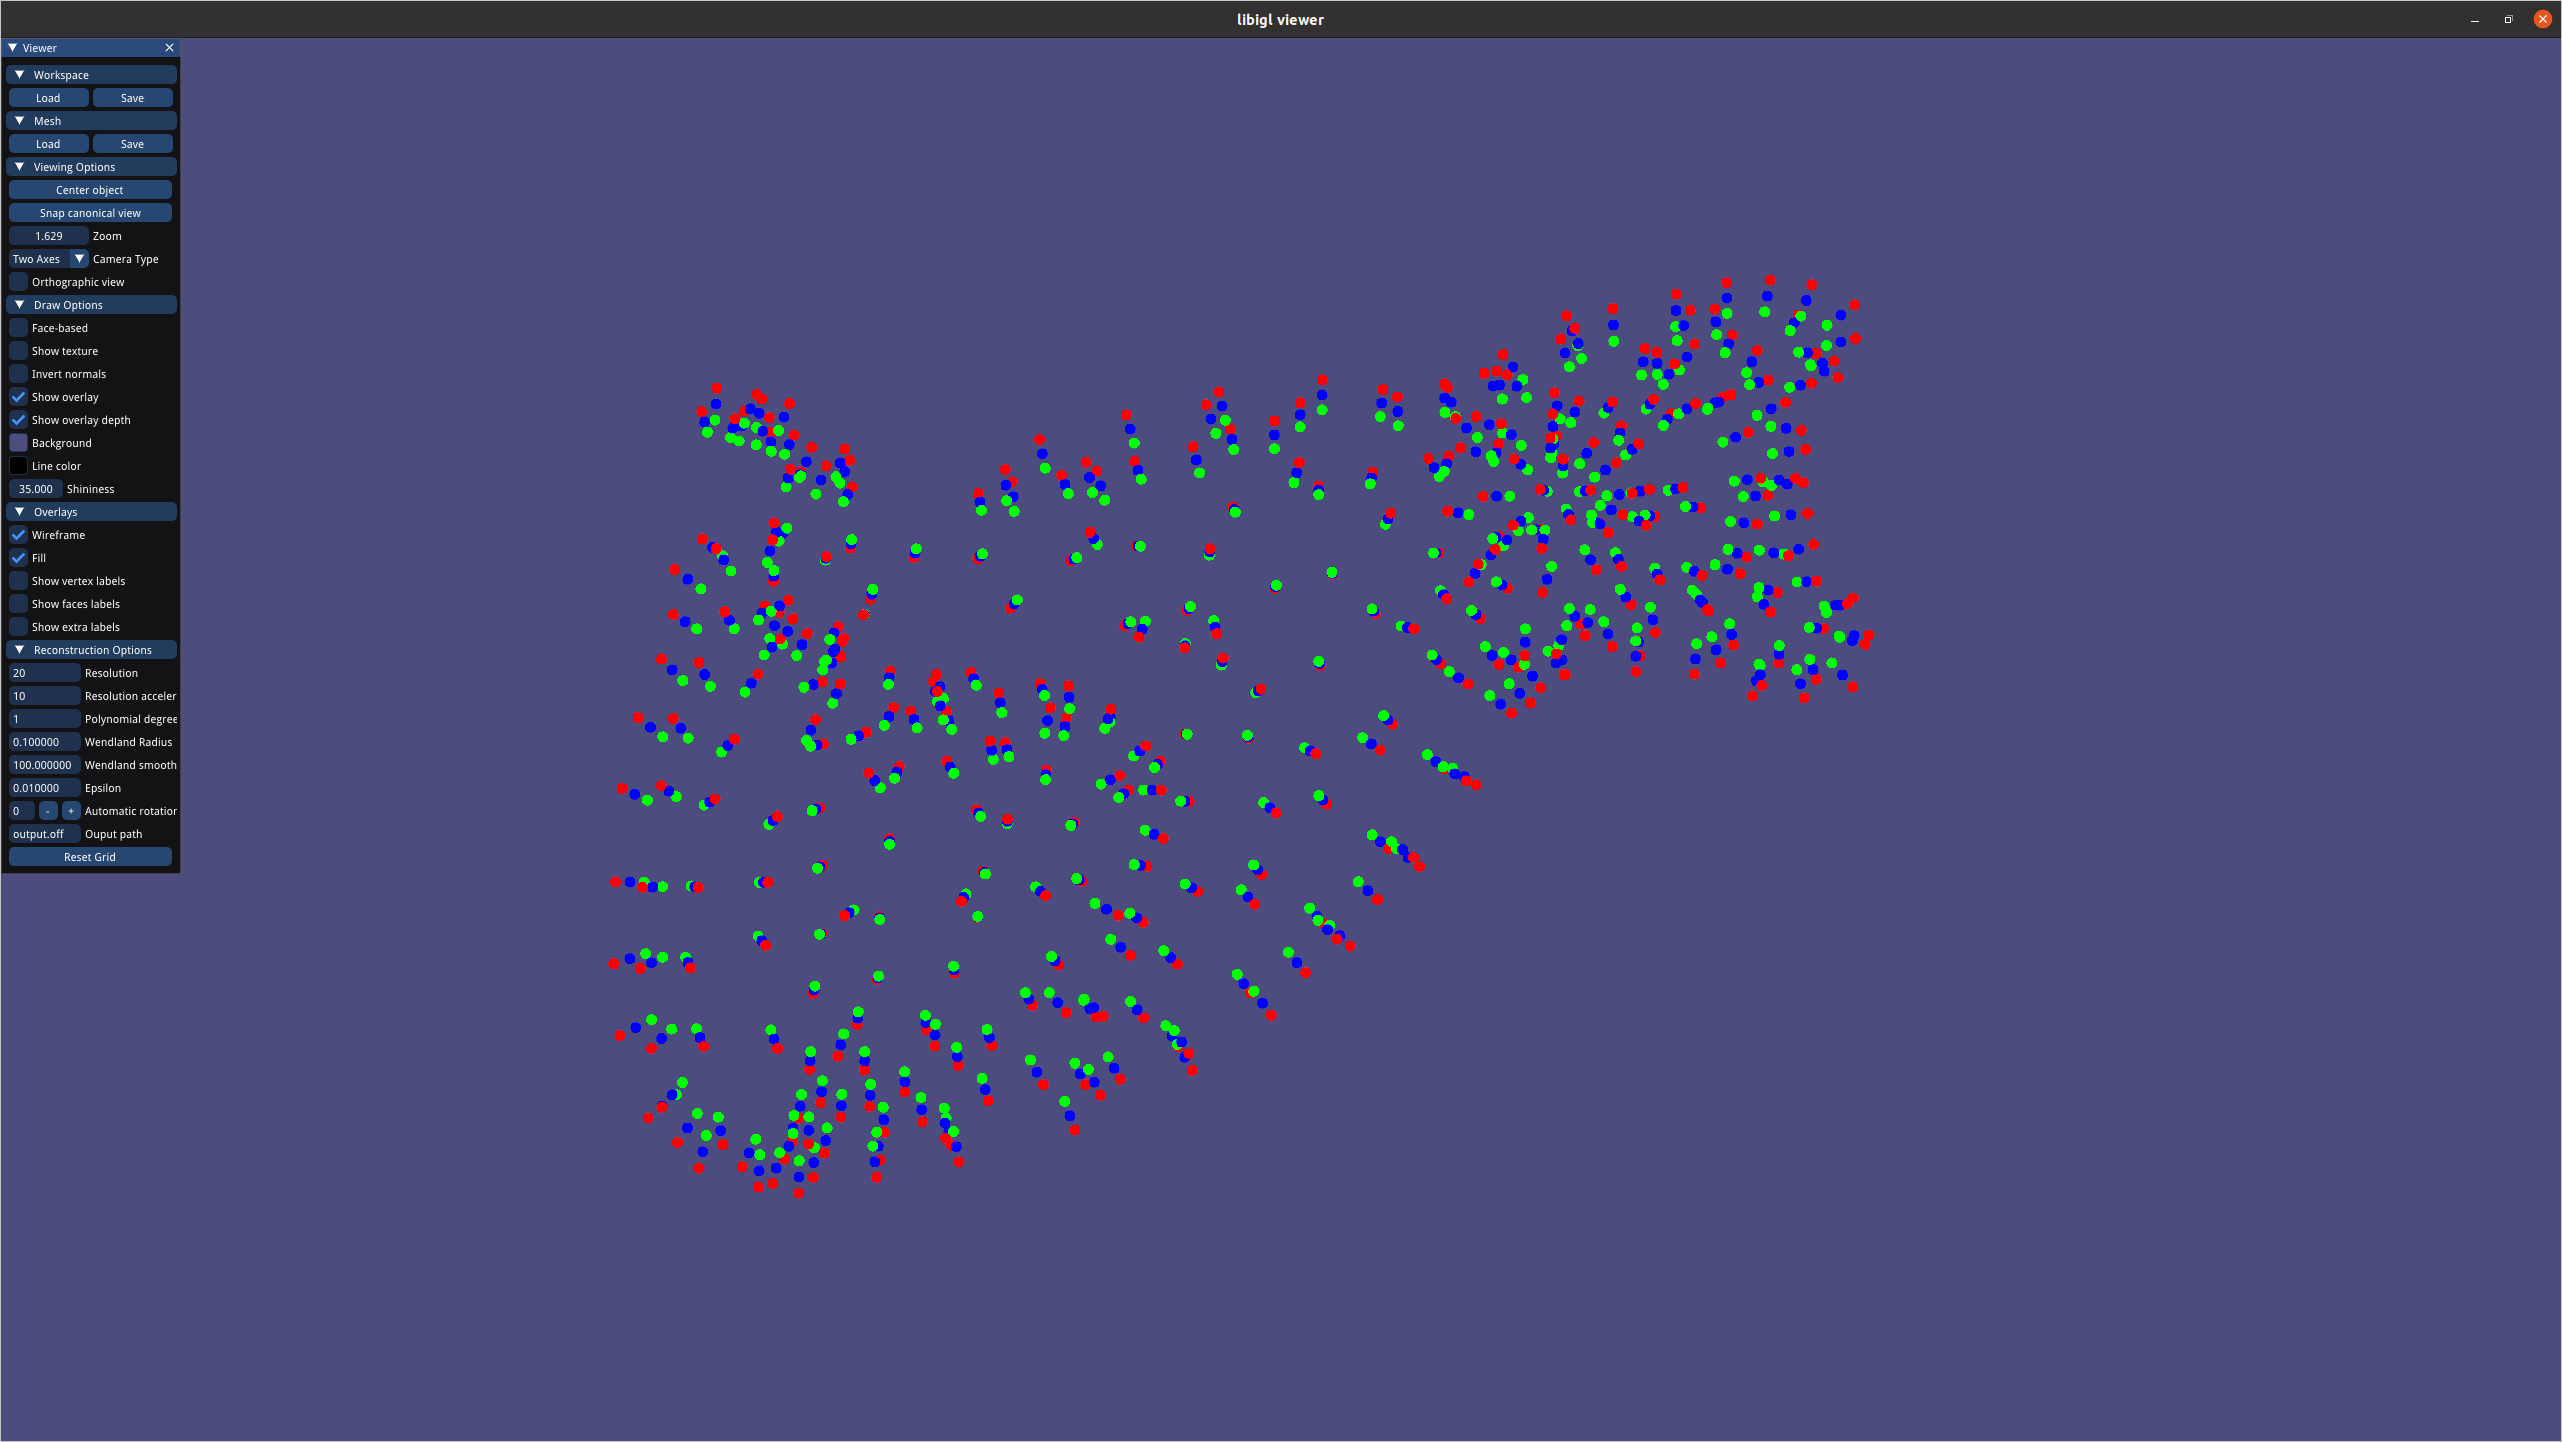 libigl viewer
Viewer
Workspace
Load Save
Mesh
Load Save
Viewing Options
Center object
Snap canonical view
1.629 Zoom
Two Axes Camera Type
Orthographic view
Draw Options
Face-based
Show texture
Invert normals
Show overlay
Show overlay depth
Background
Line color
35.000 Shininess
Overlays
Wireframe
Fill
Show vertex labels
Show faces labels
Show extra labels
Reconstruction Options
20 Resolution
10 Resolution acceler
1 Polynomial degree
0.100000 Wendland Radius
100.000000 Wendland smooth
0.010000 Epsilon
0 - + Automatic rotation
output.off Ouput path
Reset Grid